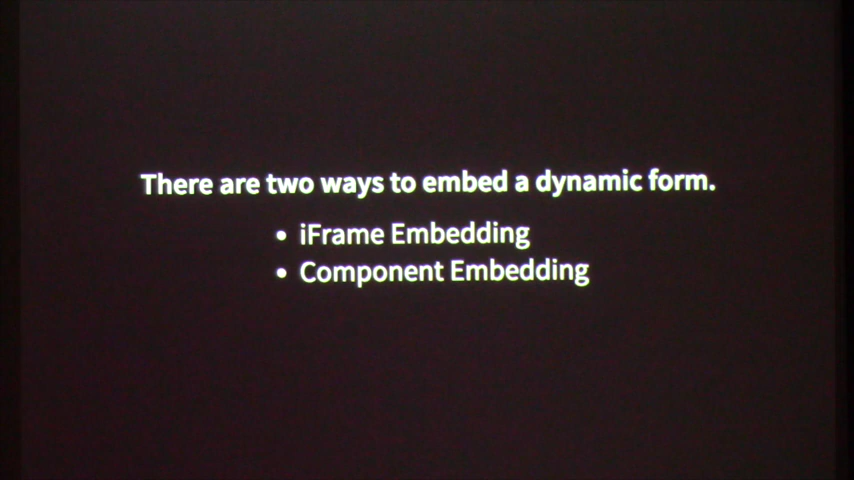 There are two ways to embed a dynamic form.
• iFrame Embedding
• Component Embedding